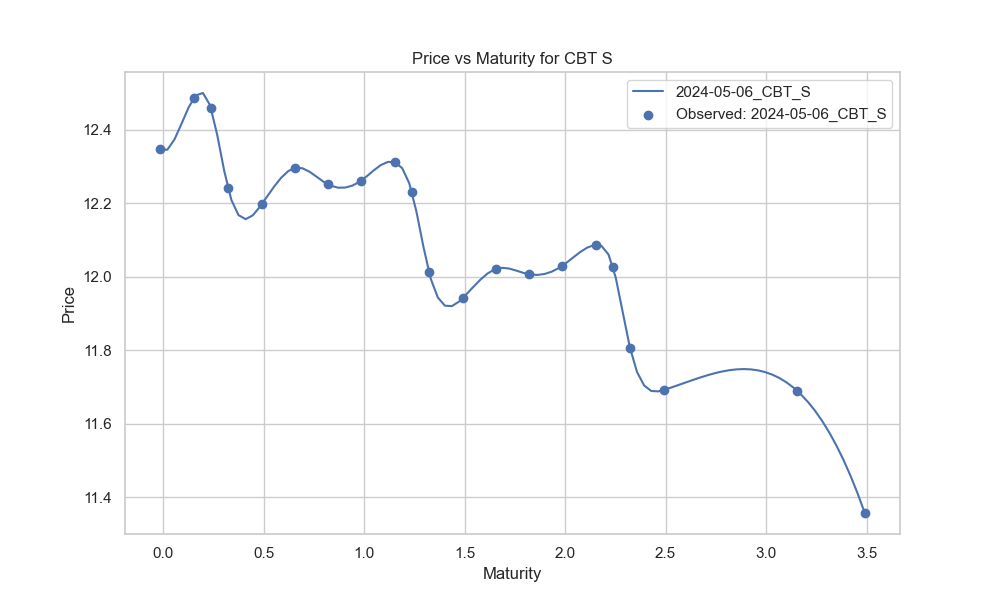 Price vs Maturity for CBT S
2024-05-06_CBT_S
Observed: 2024-05-06_CBT_S
Price
12.4
12.2
12.0
11.8
11.6
11.4
0.0 0.5 1.0 1.5 2.0 2.5 3.0 3.5
Maturity